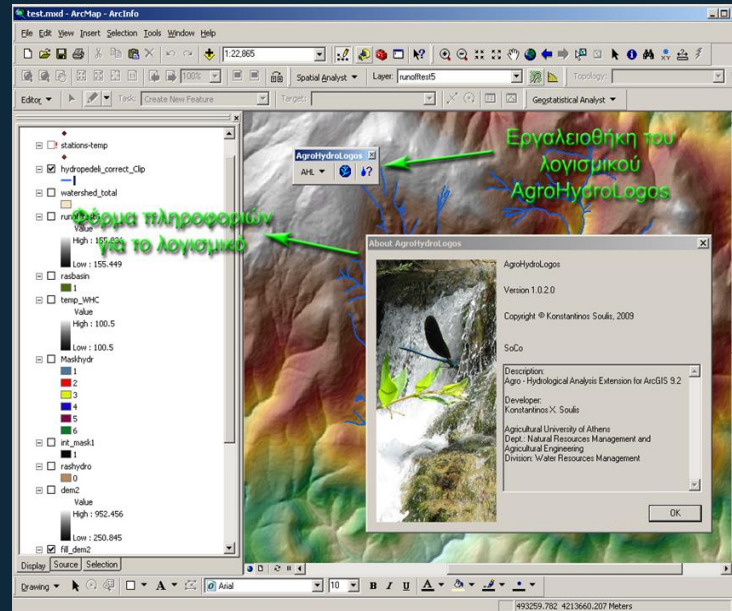 test.mxd - ArcMap - ArcInfo
File Edit View Insert Selection Tools Window Help
1:22,865
100%
Spatial Analyst
Layer: runofftest5
Topology:
Editor
Task: Create New Feature
Target:
Geostatistical Analyst
stations-temp
hydropedeli_correct_Clip
watershed_total
Value
High : 155.
Low : 155.449
rasbasin
1
temp_WHC
Value
High : 100.5
Low : 100.5
Maskhydr
1
2
3
4
5
6
int_mask1
1
rashydro
0
dem2
Value
High : 952.456
Low : 250.845
fill_dem2
Display Source Selection
Φόρμα πληροφοριών
για το λογισμικό
AgroHydroLogos
AHL
Εργαλειοθήκη του
λογισμικού
AgroHydroLogos
About AgroHydroLogos
AgroHydroLogos
Version 1.0.2.0
Copyright © Konstantinos Soulis, 2009
SoCo
Description:
Agro - Hydrological Analysis Extension for ArcGIS 9.2
Developer:
Konstantinos X. Soulis
Agricultural University of Athens
Dept.: Natural Resources Management and
Agricultural Engineering
Division: Water Resources Management
OK
Drawing
Arial
10
B I U
493259.782 4213660.207 Meters